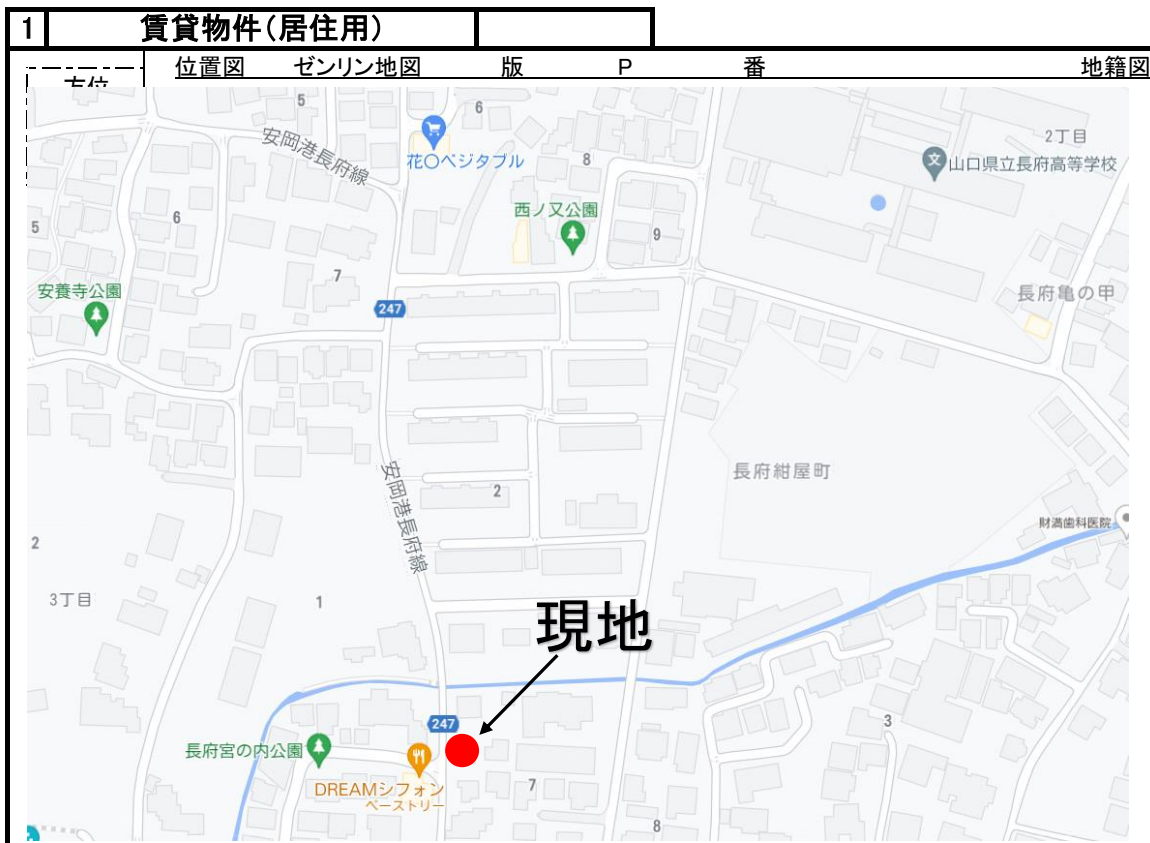 1 賃貸物件(居住用)
位置図 ゼンリン地図 版 P 番 地籍図
方位
5
6
2丁目
安岡港長府線
花〇ベジタブル
8
山口県立長府高等学校
西ノ又公園
6
5
9
7
安養寺公園
247
長府亀の甲
長府紺屋町
安岡港長府線
2
財満歯科医院
2
3丁目
1
現地
247
3
長府宮の内公園
DREAMシフォン
ペーストリー
7
8